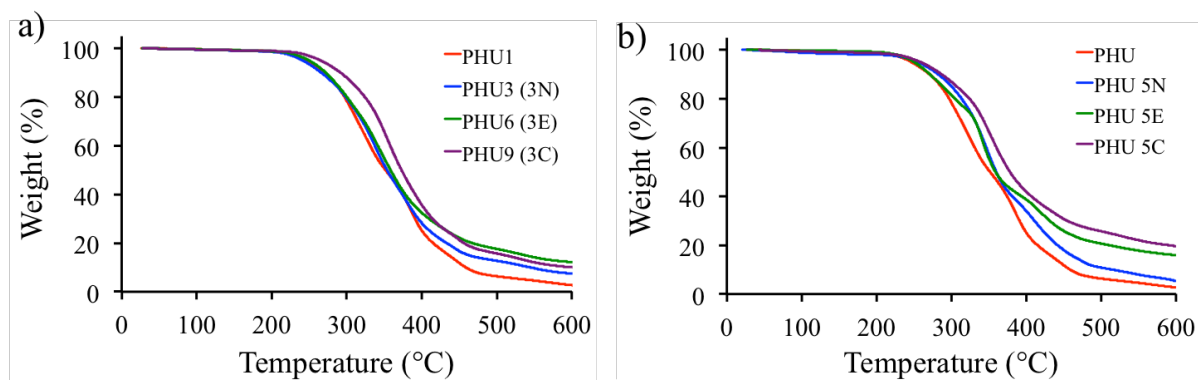 a)
Weight (%)
100
80
60
40
20
0
PHU1
PHU3 (3N)
PHU6 (3E)
PHU9 (3C)
0 100 200 300 400 500 600
Temperature (°C)
b)
Weight (%)
100
80
60
40
20
0
PHU
PHU 5N
PHU 5E
PHU 5C
0 100 200 300 400 500 600
Temperature (°C)